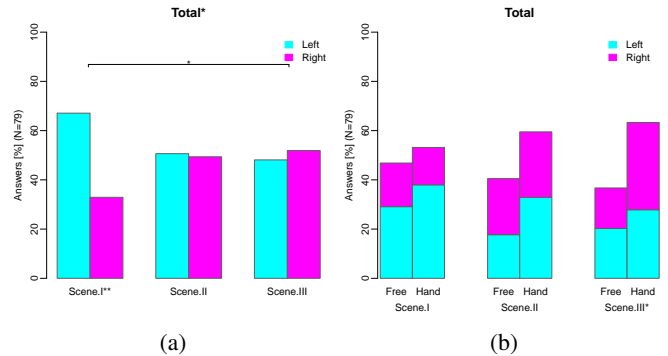 Total*
Left
Right
*
Answers [%] (N=79)
0 20 40 60 80 100
Scene.I** Scene.II Scene.III
(a)
Total
Left
Right
Answers [%] (N=79)
0 20 40 60 80 100
Free Hand Free Hand Free Hand
Scene.I Scene.II Scene.III*
(b)